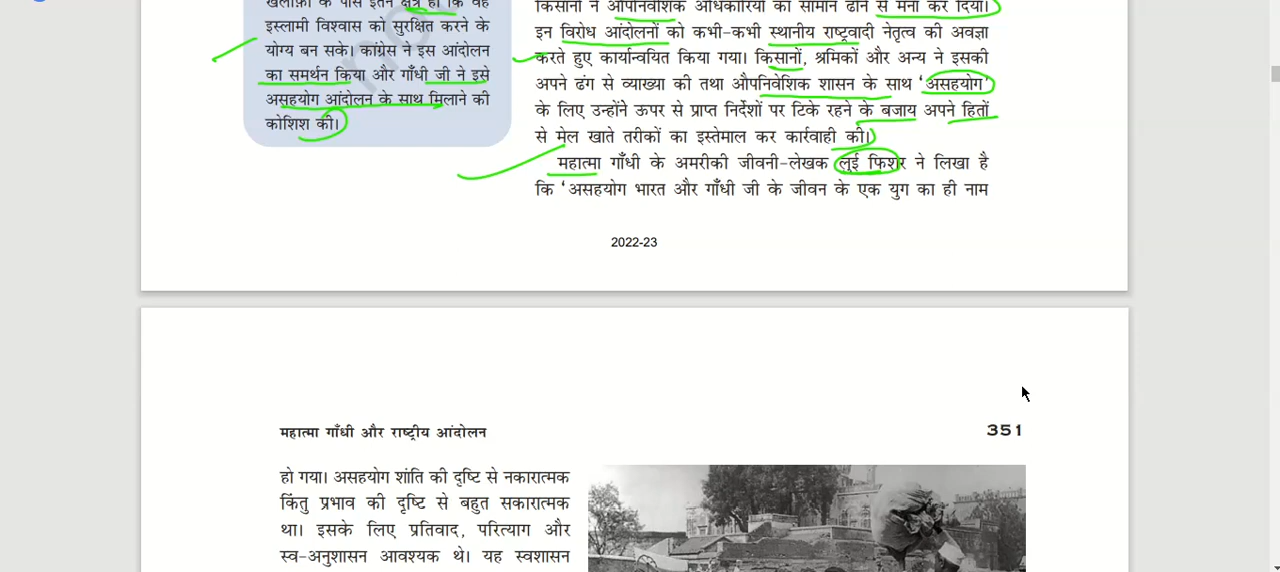 खलीफ़ा के पास इतने क्षेत्र हों कि वह
इस्लामी विश्वास को सुरक्षित करने के
योग्य बन सके। कांग्रेस ने इस आंदोलन
का समर्थन किया और गाँधी जी ने इसे
असहयोग आंदोलन के साथ मिलाने की
कोशिश की।
किसानों ने औपनिवेशिक अधिकारियों का सामान ढोने से मना कर दिया।
इन विरोध आंदोलनों को कभी-कभी स्थानीय राष्ट्रवादी नेतृत्व की अवज्ञा
करते हुए कार्यान्वयित किया गया। किसानों, श्रमिकों और अन्य ने इसकी
अपने ढंग से व्याख्या की तथा औपनिवेशिक शासन के साथ ‘असहयोग’
के लिए उन्होंने ऊपर से प्राप्त निर्देशों पर टिके रहने के बजाय अपने हितों
से मेल खाते तरीकों का इस्तेमाल कर कार्रवाही की।
महात्मा गाँधी के अमरीकी जीवनी-लेखक लुई फिशर ने लिखा है
कि ‘असहयोग भारत और गाँधी जी के जीवन के एक युग का ही नाम
2022-23
महात्मा गाँधी और राष्ट्रीय आंदोलन
351
हो गया। असहयोग शांति की दृष्टि से नकारात्मक
किंतु प्रभाव की दृष्टि से बहुत सकारात्मक
था। इसके लिए प्रतिवाद, परित्याग और
स्व-अनुशासन आवश्यक थे। यह स्वशासन